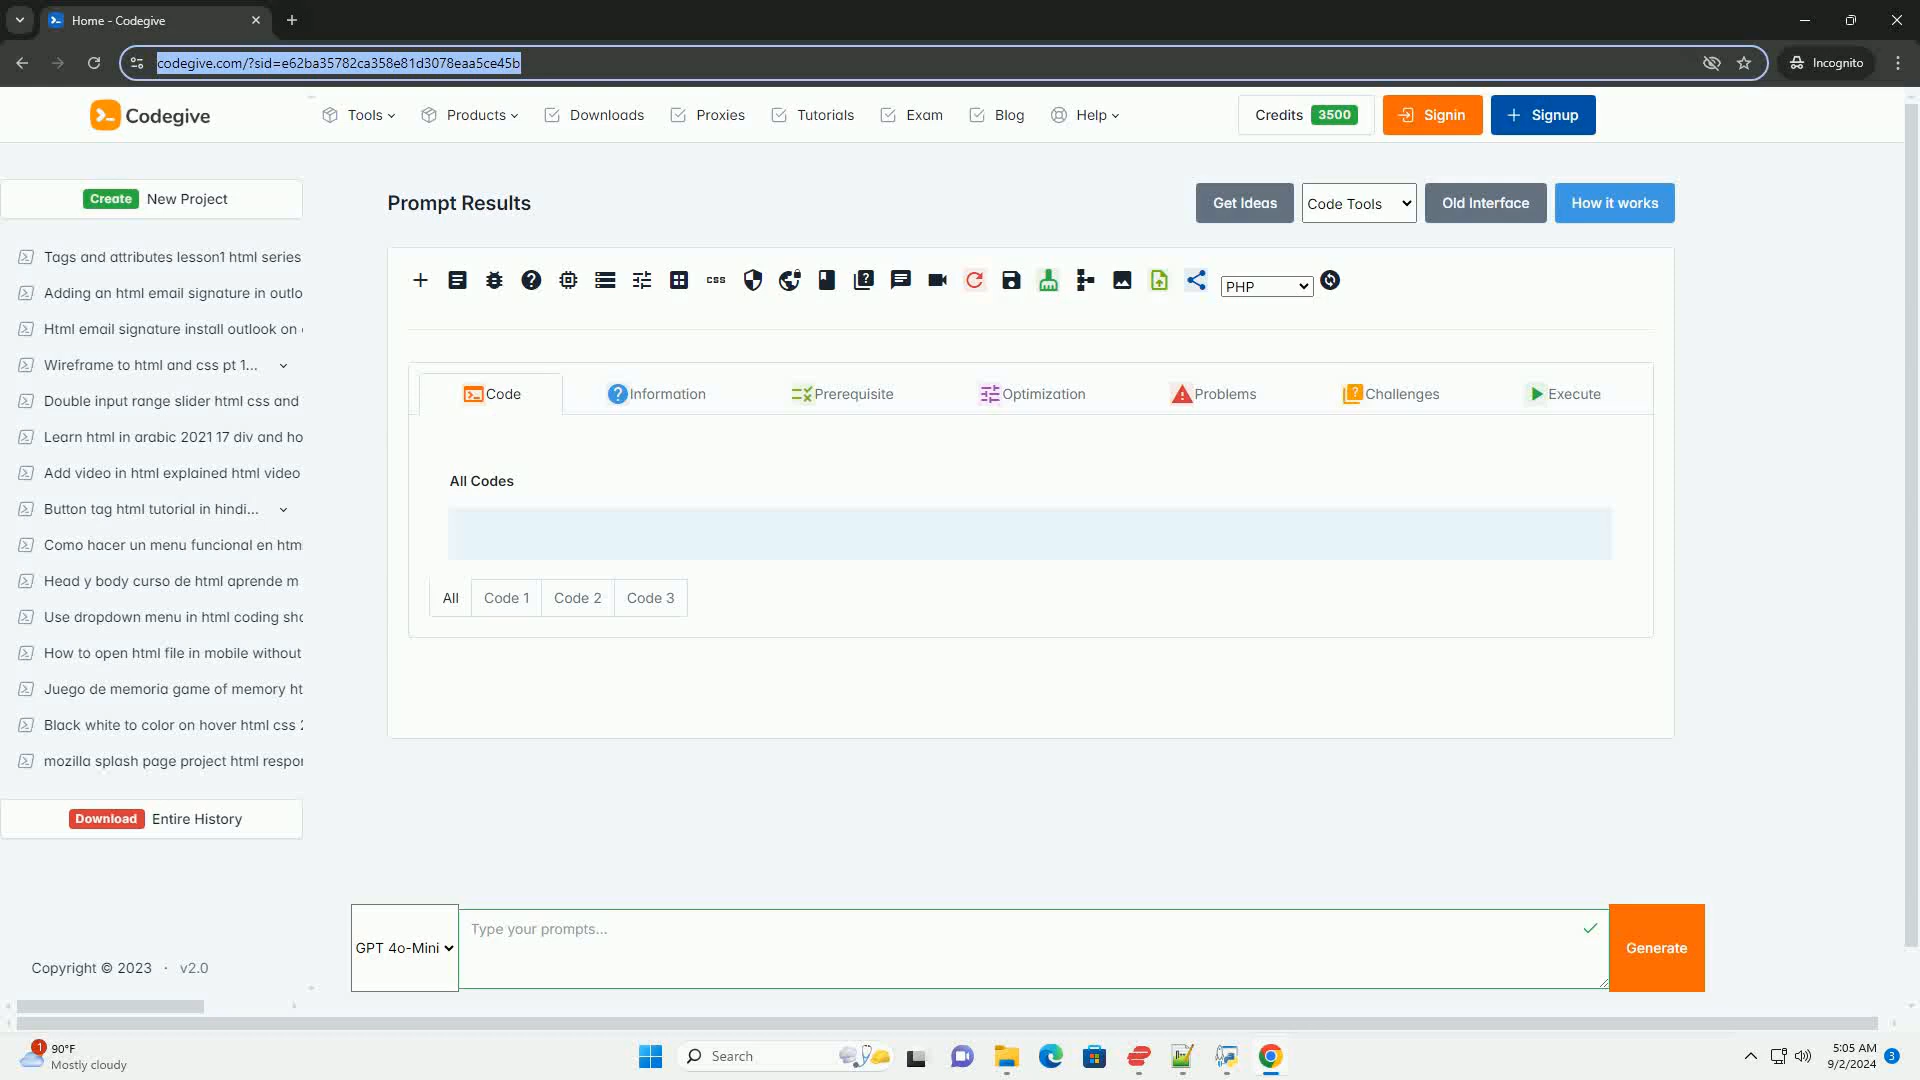 Home - Codegive
codegive.com/?sid=e62ba35782ca358e81d3078eaa5ce45b
Incognito
Codegive
Tools
Products
Downloads
Proxies
Tutorials
Exam
Blog
Help
Credits 3500
Signin
Signup
Create New Project
Tags and attributes lesson1 html series
Adding an html email signature in outlo
Html email signature install outlook on
Wireframe to html and css pt 1...
Double input range slider html css and
Learn html in arabic 2021 17 div and ho
Add video in html explained html video
Button tag html tutorial in hindi...
Como hacer un menu funcional en htm
Head y body curso de html aprende m
Use dropdown menu in html coding sho
How to open html file in mobile without
Juego de memoria game of memory ht
Black white to color on hover html css 2
mozilla splash page project html respon
Download Entire History
Copyright © 2023 · v2.0
Prompt Results
Get Ideas
Code Tools
Old Interface
How it works
css
PHP
Code
Information
Prerequisite
Optimization
Problems
Challenges
Execute
All Codes
All
Code 1
Code 2
Code 3
GPT 4o-Mini
Type your prompts...
Generate
1
90°F
Mostly cloudy
Search
5:05 AM
9/2/2024
3